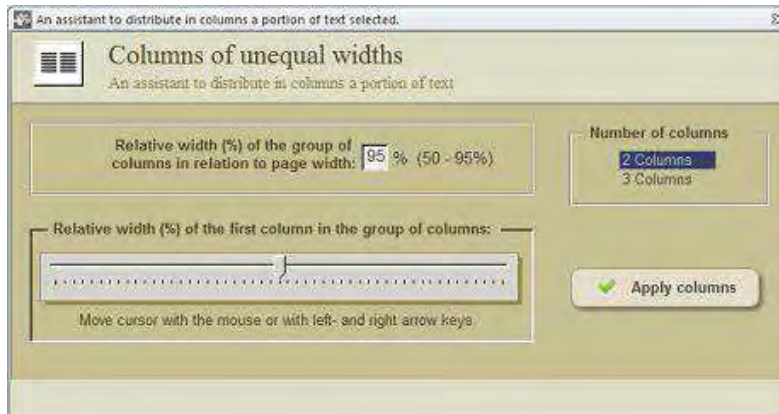 An assistant to distribute in columns a portion of text selected.
Columns of unequal widths
An assistant to distribute in columns a portion of text
Relative width (%) of the group of
columns in relation to page width: 95 % (50 - 95%)
Number of columns
2 Columns
3 Columns
Relative width (%) of the first column in the group of columns:
Move cursor with the mouse or with left- and right arrow keys
Apply columns